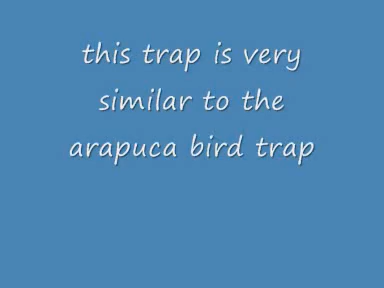 this trap is very
similar to the
arapuca bird trap